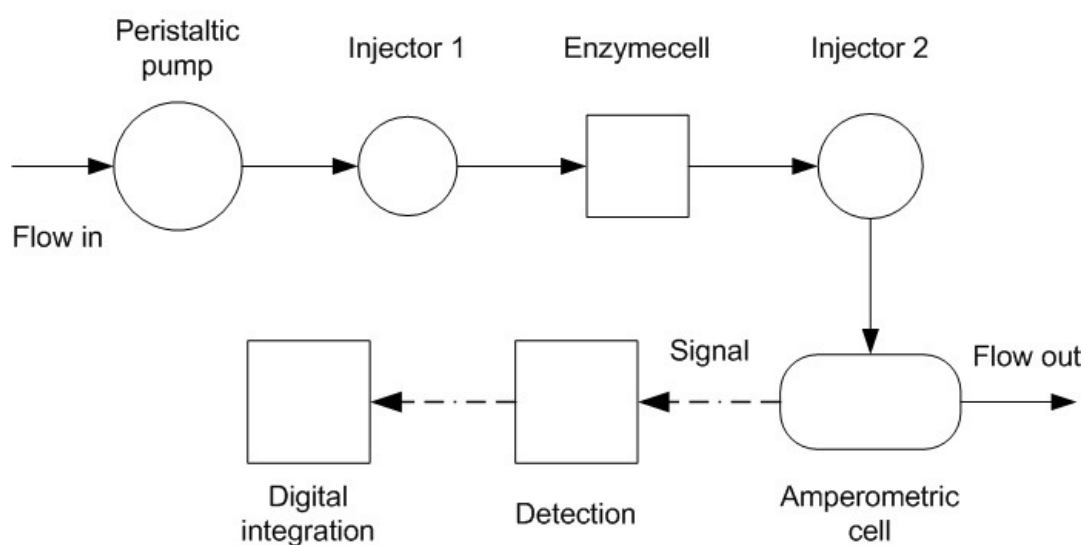 Peristaltic
pump
Injector 1
Enzymecell
Injector 2
Flow in
Signal
Flow out
Digital
integration
Detection
Amperometric
cell